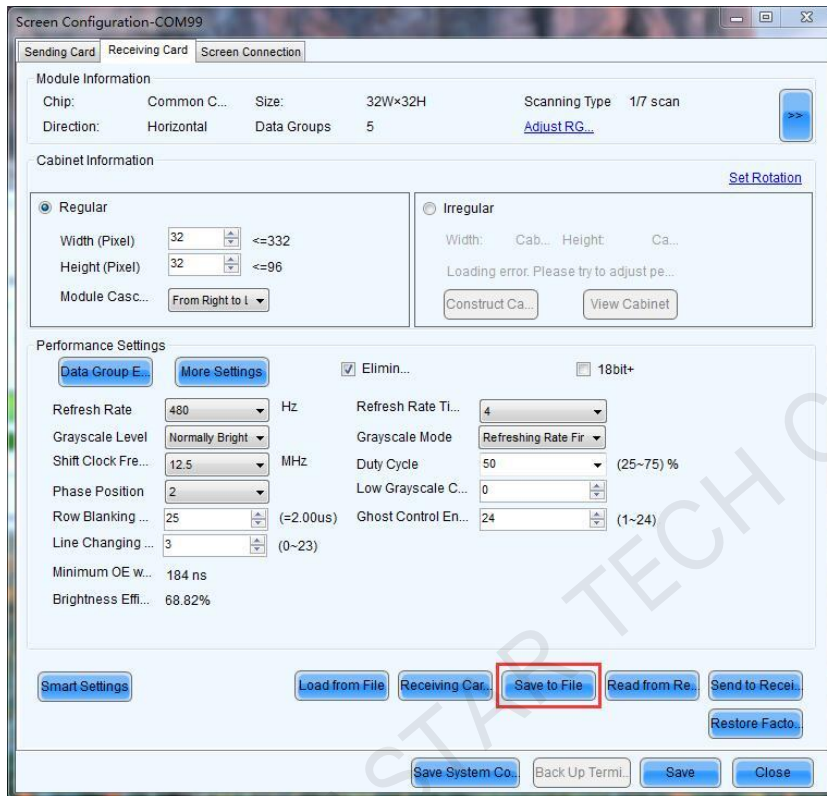 Screen Configuration-COM99
Sending Card Receiving Card Screen Connection
Module Information
Chip: Common C... Size: 32W×32H Scanning Type 1/7 scan
Direction: Horizontal Data Groups 5 Adjust RG...
>>
Cabinet Information
Set Rotation
Regular Irregular
Width (Pixel) 32 <=332 Width: Cab... Height: Ca...
Height (Pixel) 32 <=96 Loading error. Please try to adjust pe...
Module Casc... From Right to L Construct Ca... View Cabinet
Performance Settings
Data Group E... More Settings Elimin... 18bit+
Refresh Rate 480 Hz Refresh Rate Ti... 4
Grayscale Level Normally Bright Grayscale Mode Refreshing Rate Fir
Shift Clock Fre... 12.5 MHz Duty Cycle 50 (25~75) %
Phase Position 2 Low Grayscale C... 0
Row Blanking ... 25 (=2.00us) Ghost Control En... 24 (1~24)
Line Changing ... 3 (0~23)
Minimum OE w... 184 ns
Brightness Effi... 68.82%
Smart Settings Load from File Receiving Car... Save to File Read from Re... Send to Recei...
Restore Facto...
Save System Co... Back Up Termi... Save Close
STAR TECH C